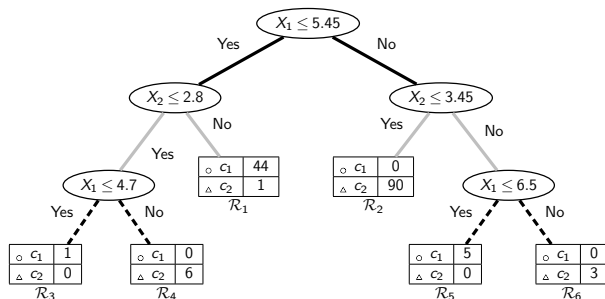 X₁ ≤ 5.45
Yes
No
X₂ ≤ 2.8
X₂ ≤ 3.45
Yes
No
Yes
No
X₁ ≤ 4.7
c₁ 44
c₂ 1
R₁
c₁ 0
c₂ 90
R₂
X₁ ≤ 6.5
Yes
No
Yes
No
c₁ 1
c₂ 0
R₃
c₁ 0
c₂ 6
R₄
c₁ 5
c₂ 0
R₅
c₁ 0
c₂ 3
R₆